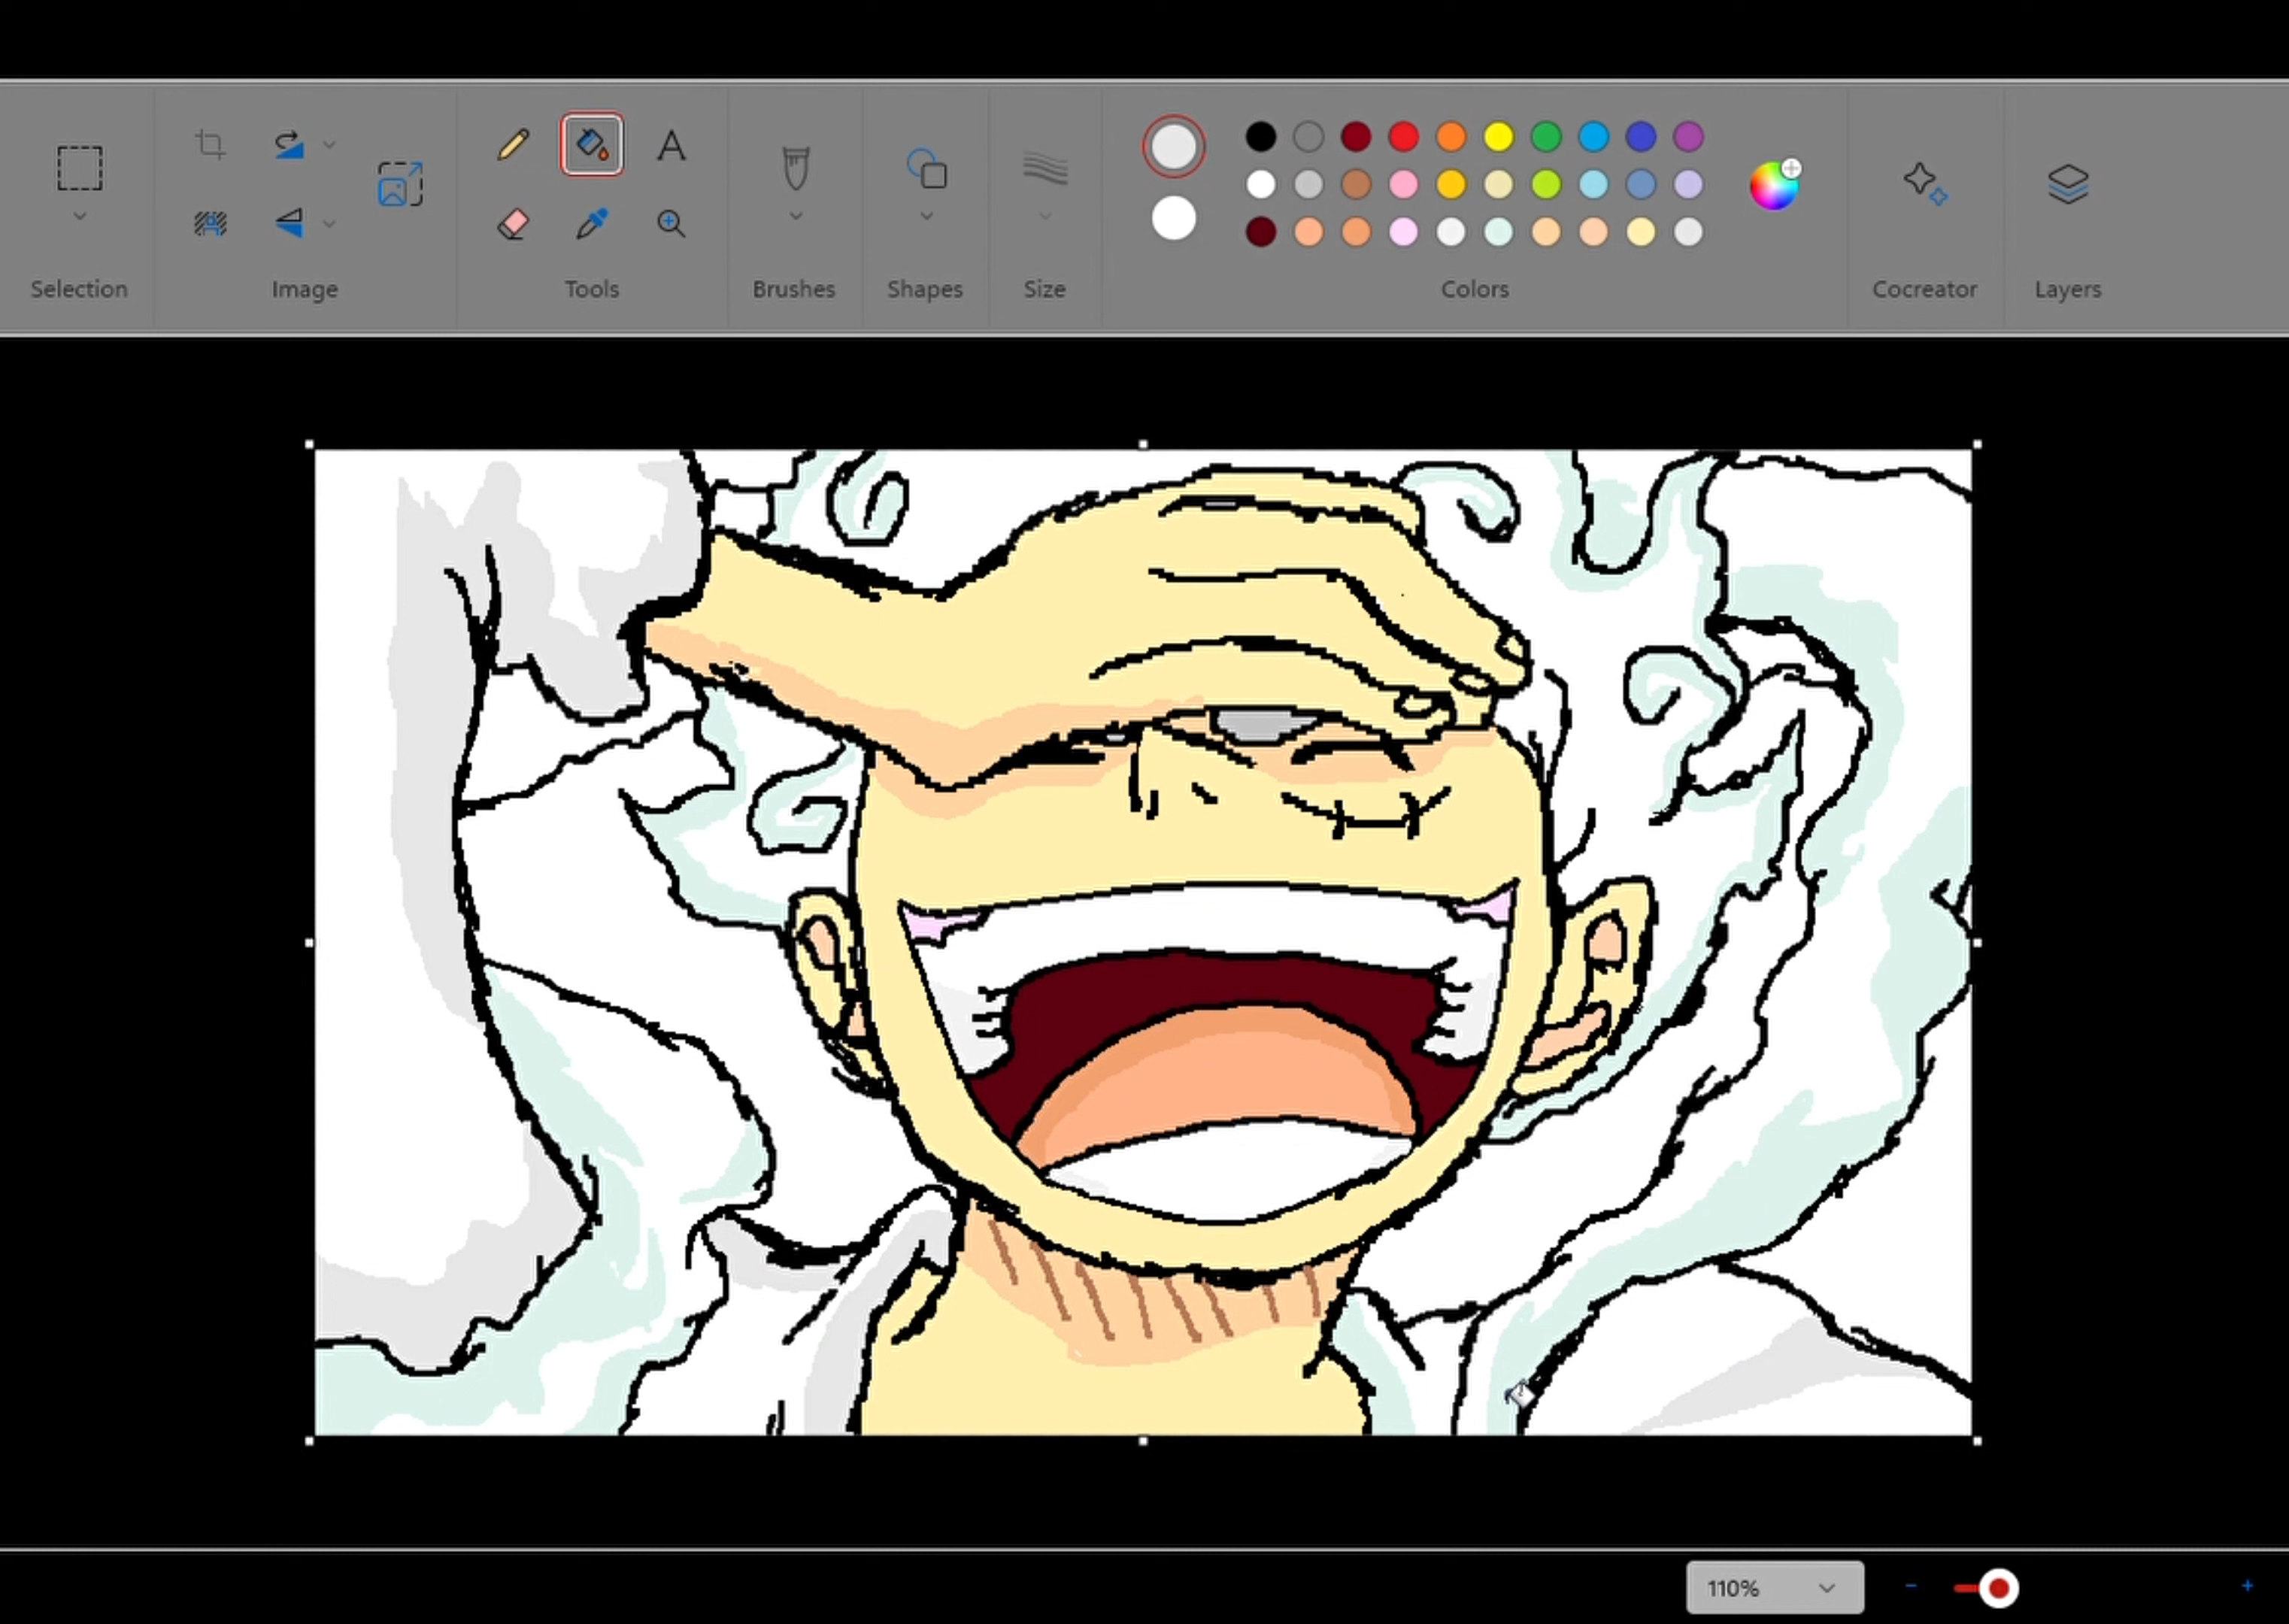 Selection
Image
Tools
Brushes
Shapes
Size
Colors
Cocreator
Layers
110%